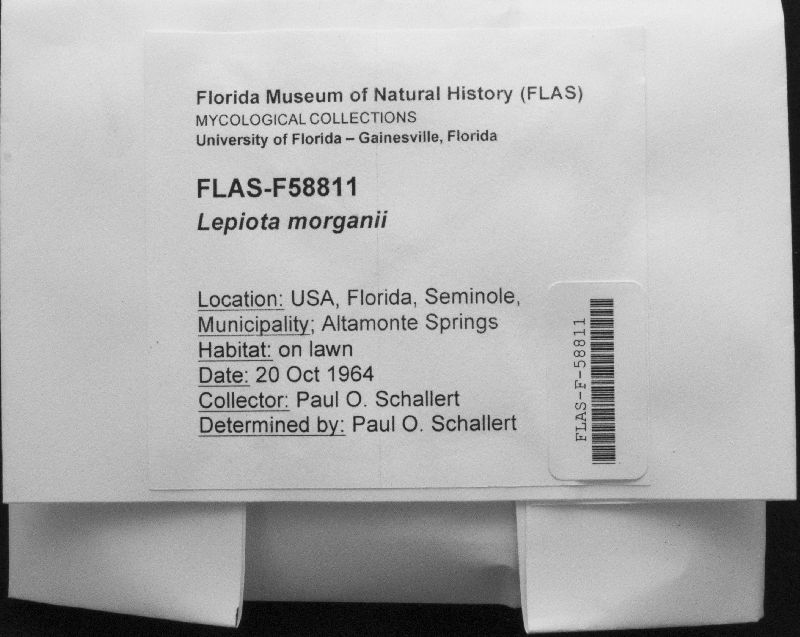 Florida Museum of Natural History (FLAS)
MYCOLOGICAL COLLECTIONS
University of Florida – Gainesville, Florida
FLAS-F58811
Lepiota morganii
Location: USA, Florida, Seminole,
Municipality; Altamonte Springs
Habitat: on lawn
Date: 20 Oct 1964
Collector: Paul O. Schallert
Determined by: Paul O. Schallert
FLAS-F-58811